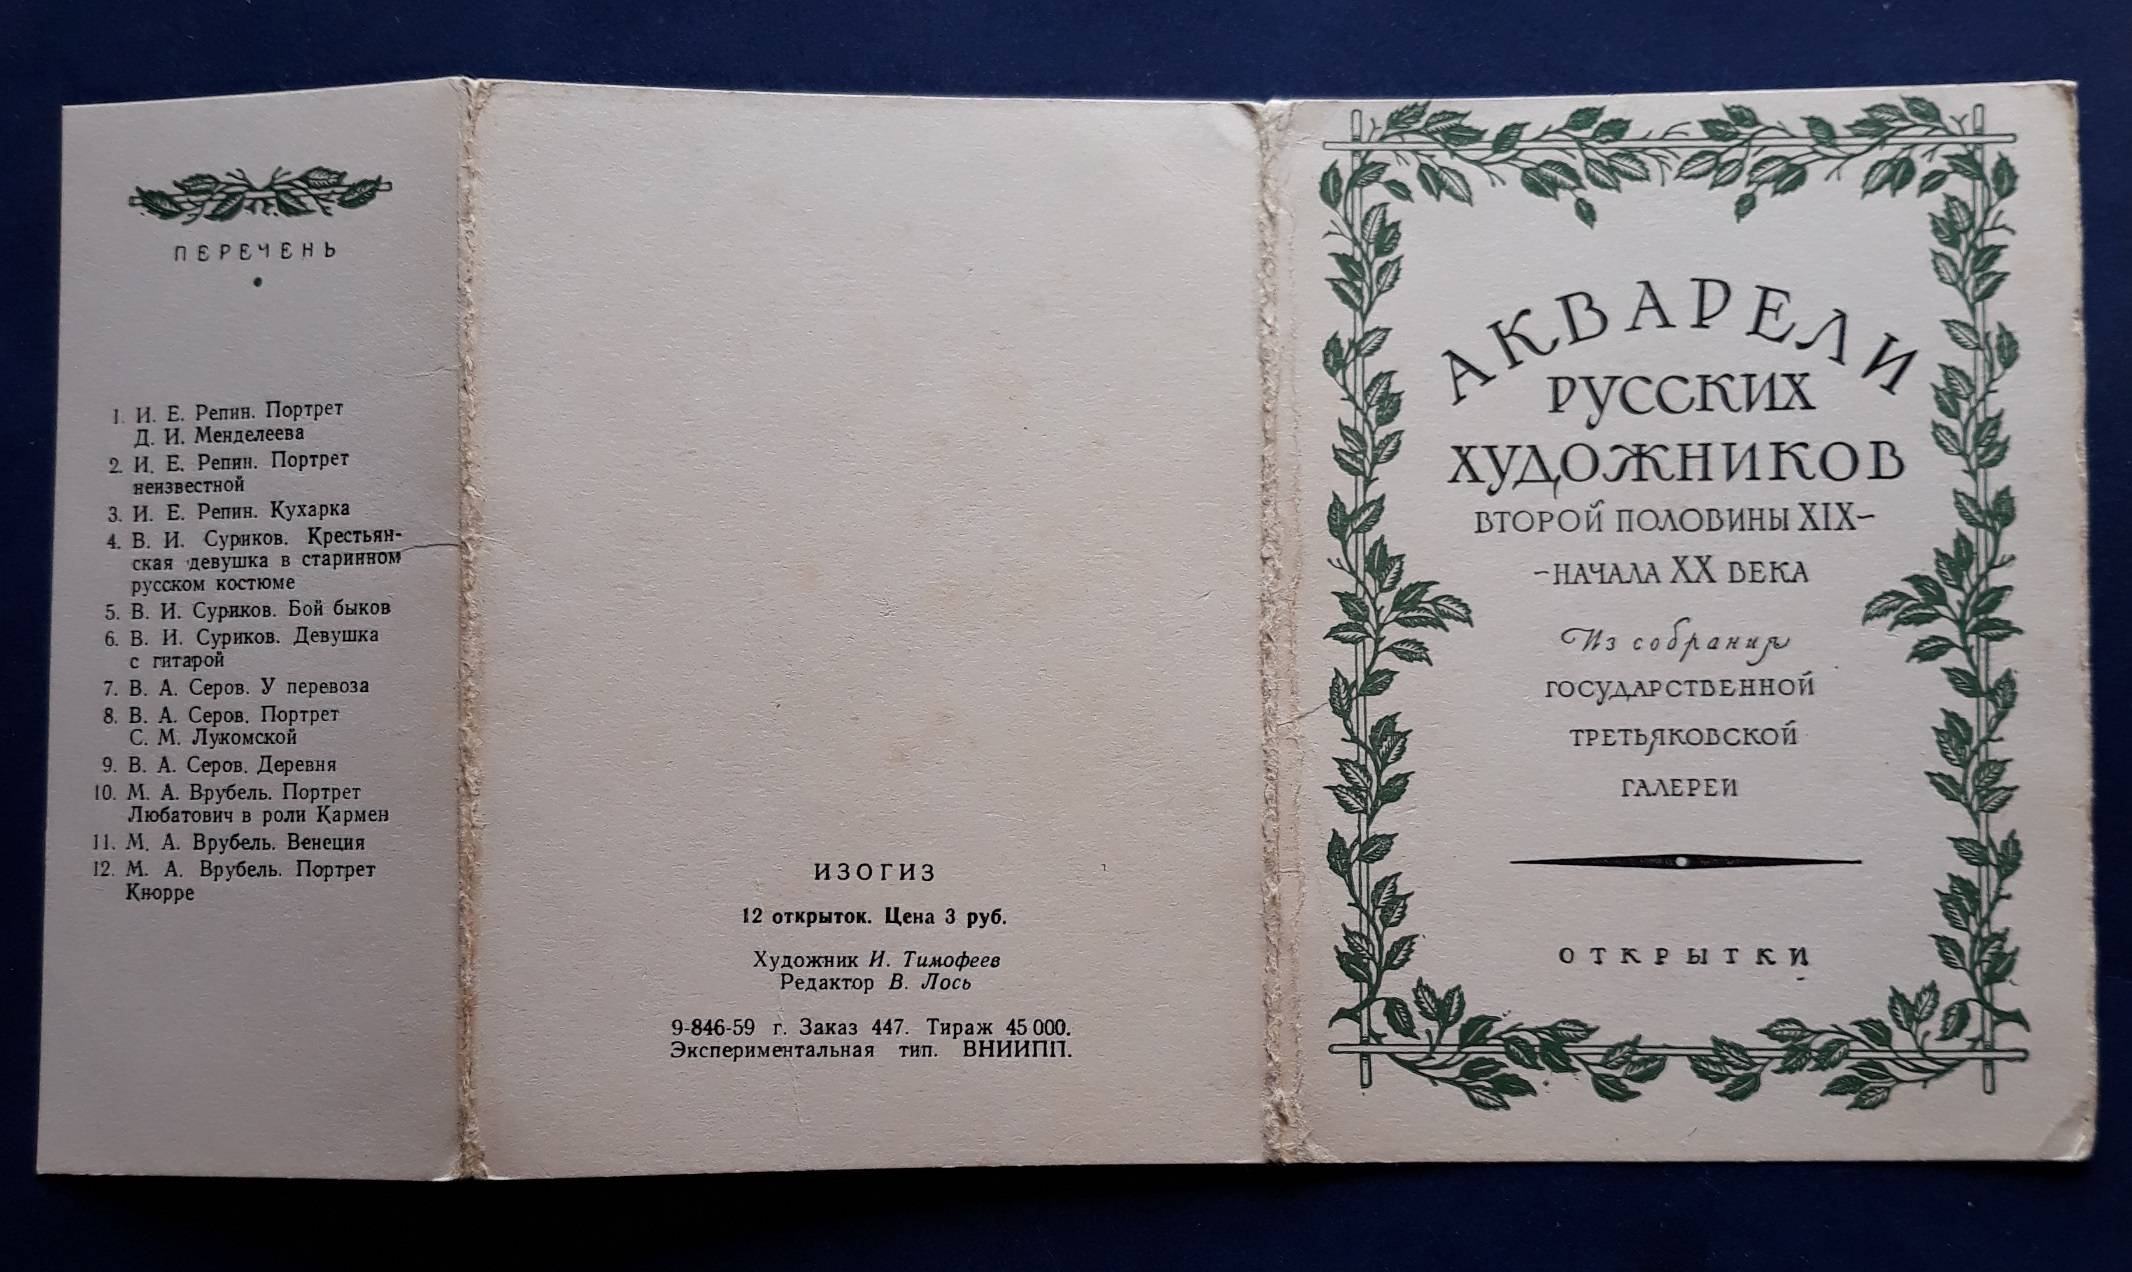 ПЕРЕЧЕНЬ
1. И. Е. Репин. Портрет
Д. И. Менделеева
2. И. Е. Репин. Портрет
неизвестной
3. И. Е. Репин. Кухарка
4. В. И. Суриков. Крестьян-
ская девушка в старинном
русском костюме
5. В. И. Суриков. Бой быков
6. В. И. Суриков. Девушка
с гитарой
7. В. А. Серов. У перевоза
8. В. А. Серов. Портрет
С. М. Лукомской
9. В. А. Серов. Деревня
10. М. А. Врубель. Портрет
Любатович в роли Кармен
11. М. А. Врубель. Венеция
12. М. А. Врубель. Портрет
Кнорре
ИЗОГИЗ
12 открыток. Цена 3 руб.
Художник И. Тимофеев
Редактор В. Лось
9-846-59 г. Заказ 447. Тираж 45 000.
Экспериментальная тип. ВНИИПП.
АКВАРЕЛИ
РУССКИХ
ХУДОЖНИКОВ
ВТОРОЙ ПОЛОВИНЫ XIX-
-НАЧАЛА XX ВЕКА
Из собрания
ГОСУДАРСТВЕННОЙ
ТРЕТЬЯКОВСКОЙ
ГАЛЕРЕИ
ОТКРЫТКИ